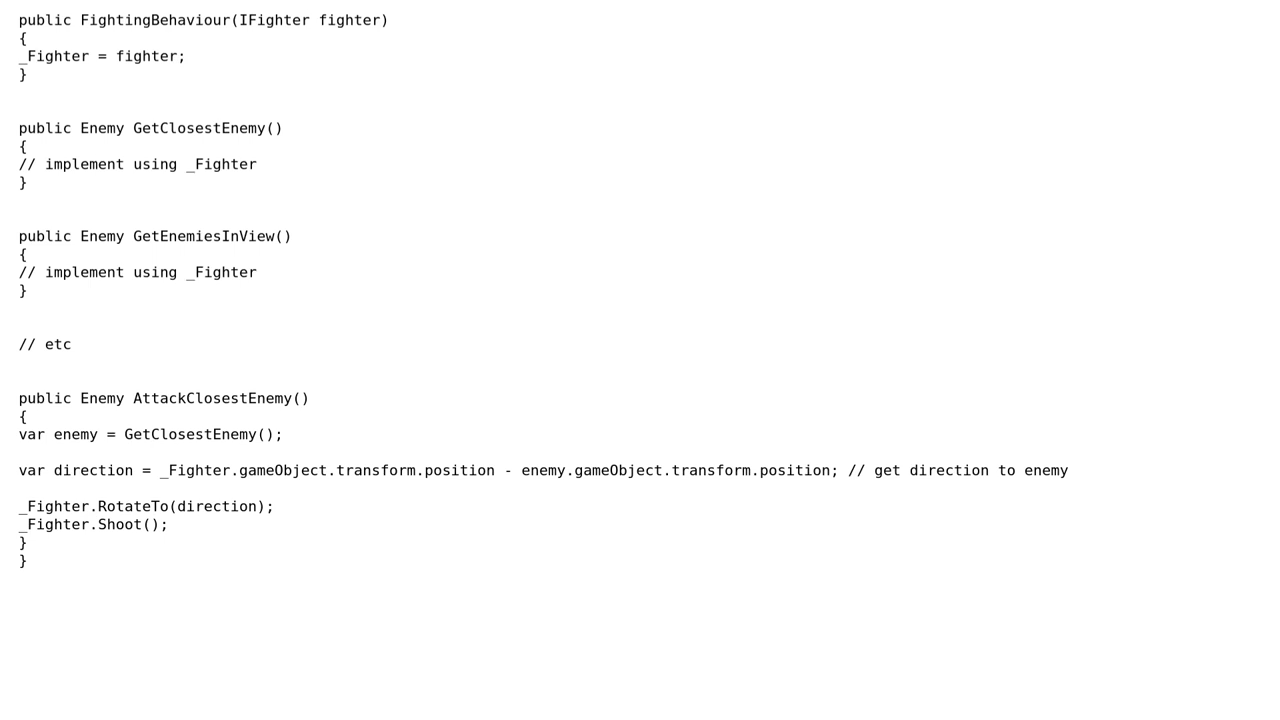 public FightingBehaviour(IFighter fighter)
{
_Fighter = fighter;
}
public Enemy GetClosestEnemy()
{
// implement using _Fighter
}
public Enemy GetEnemiesInView()
{
// implement using _Fighter
}
// etc
public Enemy AttackClosestEnemy()
{
var enemy = GetClosestEnemy();
var direction = _Fighter.gameObject.transform.position - enemy.gameObject.transform.position; // get direction to enemy
_Fighter.RotateTo(direction);
_Fighter.Shoot();
}
}